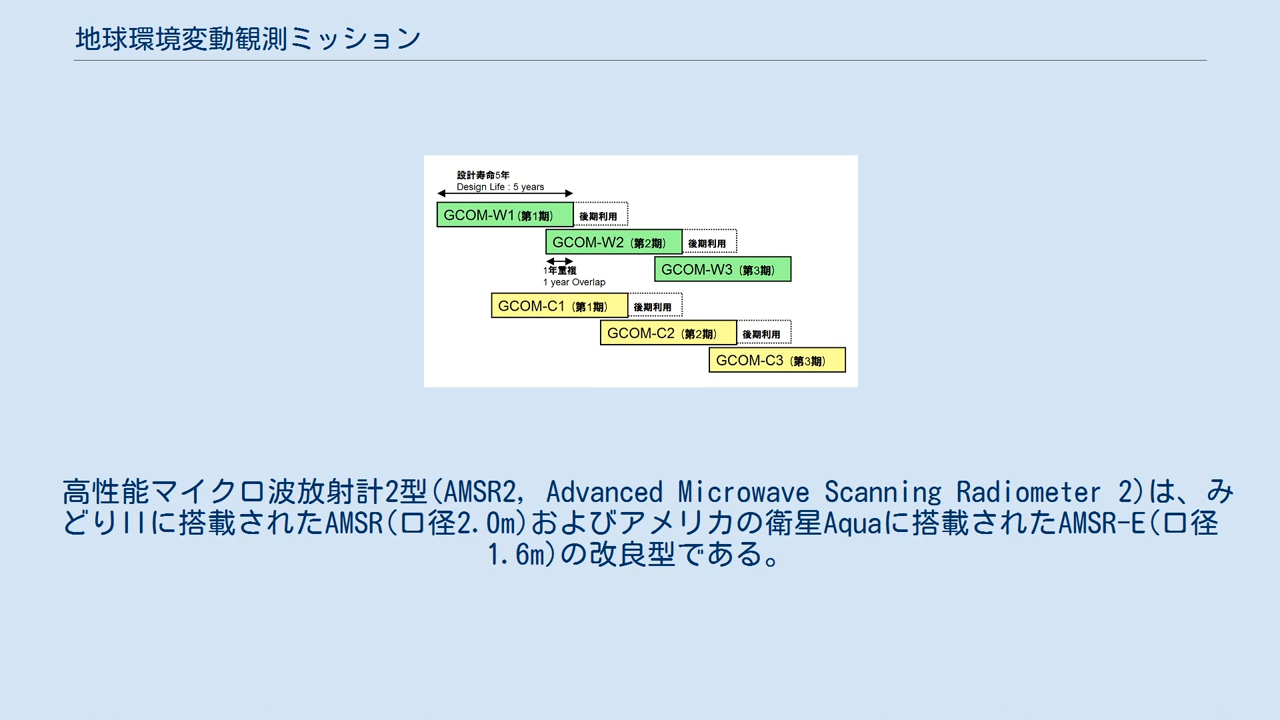 地球環境変動観測ミッション
設計寿命5年
Design Life : 5 years
GCOM-W1(第1期)
後期利用
GCOM-W2 (第2期)
後期利用
GCOM-W3 (第3期)
1年重複
1 year Overlap
GCOM-C1 (第1期)
後期利用
GCOM-C2 (第2期)
後期利用
GCOM-C3 (第3期)
高性能マイクロ波放射計2型(AMSR2, Advanced Microwave Scanning Radiometer 2)は、み
どりIIに搭載されたAMSR(口径2.0m)およびアメリカの衛星Aquaに搭載されたAMSR-E(口径
1.6m)の改良型である。